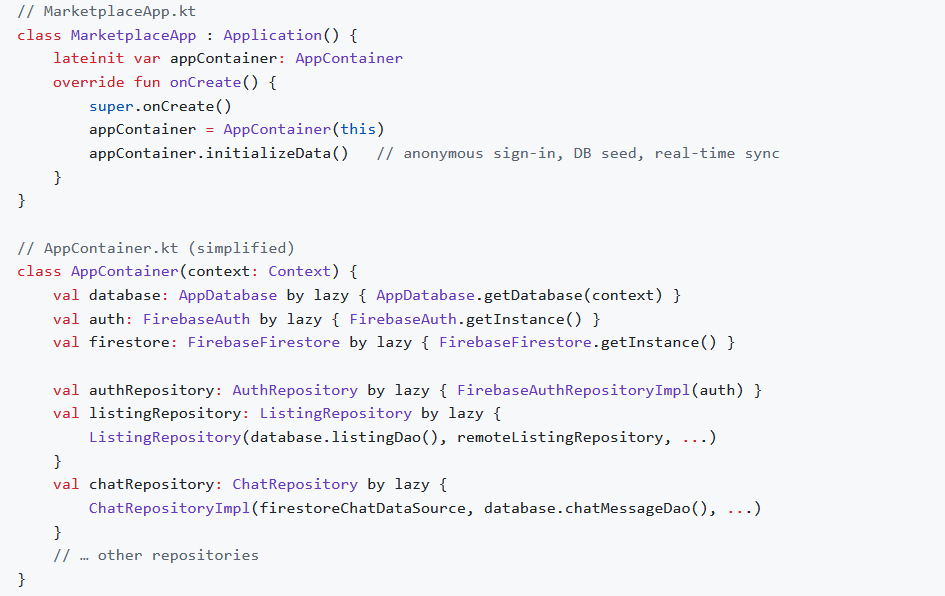 // MarketplaceApp.kt
class MarketplaceApp : Application() {
    lateinit var appContainer: AppContainer
    override fun onCreate() {
        super.onCreate()
        appContainer = AppContainer(this)
        appContainer.initializeData()   // anonymous sign-in, DB seed, real-time sync
    }
}

// AppContainer.kt (simplified)
class AppContainer(context: Context) {
    val database: AppDatabase by lazy { AppDatabase.getDatabase(context) }
    val auth: FirebaseAuth by lazy { FirebaseAuth.getInstance() }
    val firestore: FirebaseFirestore by lazy { FirebaseFirestore.getInstance() }

    val authRepository: AuthRepository by lazy { FirebaseAuthRepositoryImpl(auth) }
    val listingRepository: ListingRepository by lazy {
        ListingRepository(database.listingDao(), remoteListingRepository, ...)
    }
    val chatRepository: ChatRepository by lazy {
        ChatRepositoryImpl(firestoreChatDataSource, database.chatMessageDao(), ...)
    }
    // … other repositories
}